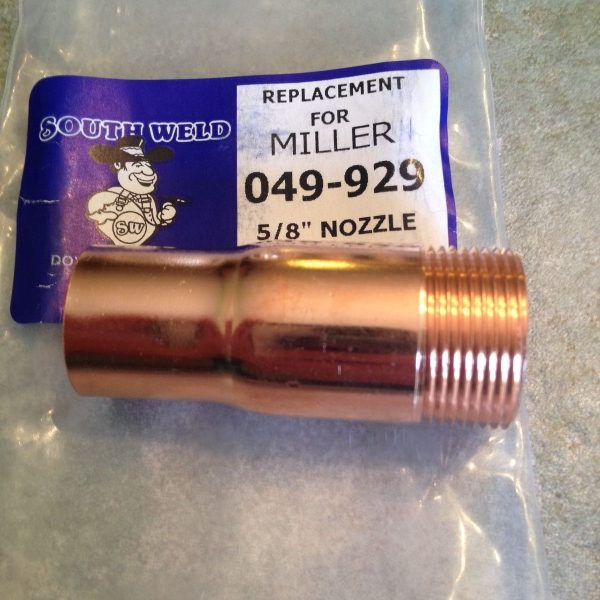 SOUTH WELD
SW
REPLACEMENT
FOR
MILLER
049-929
5/8" NOZZLE